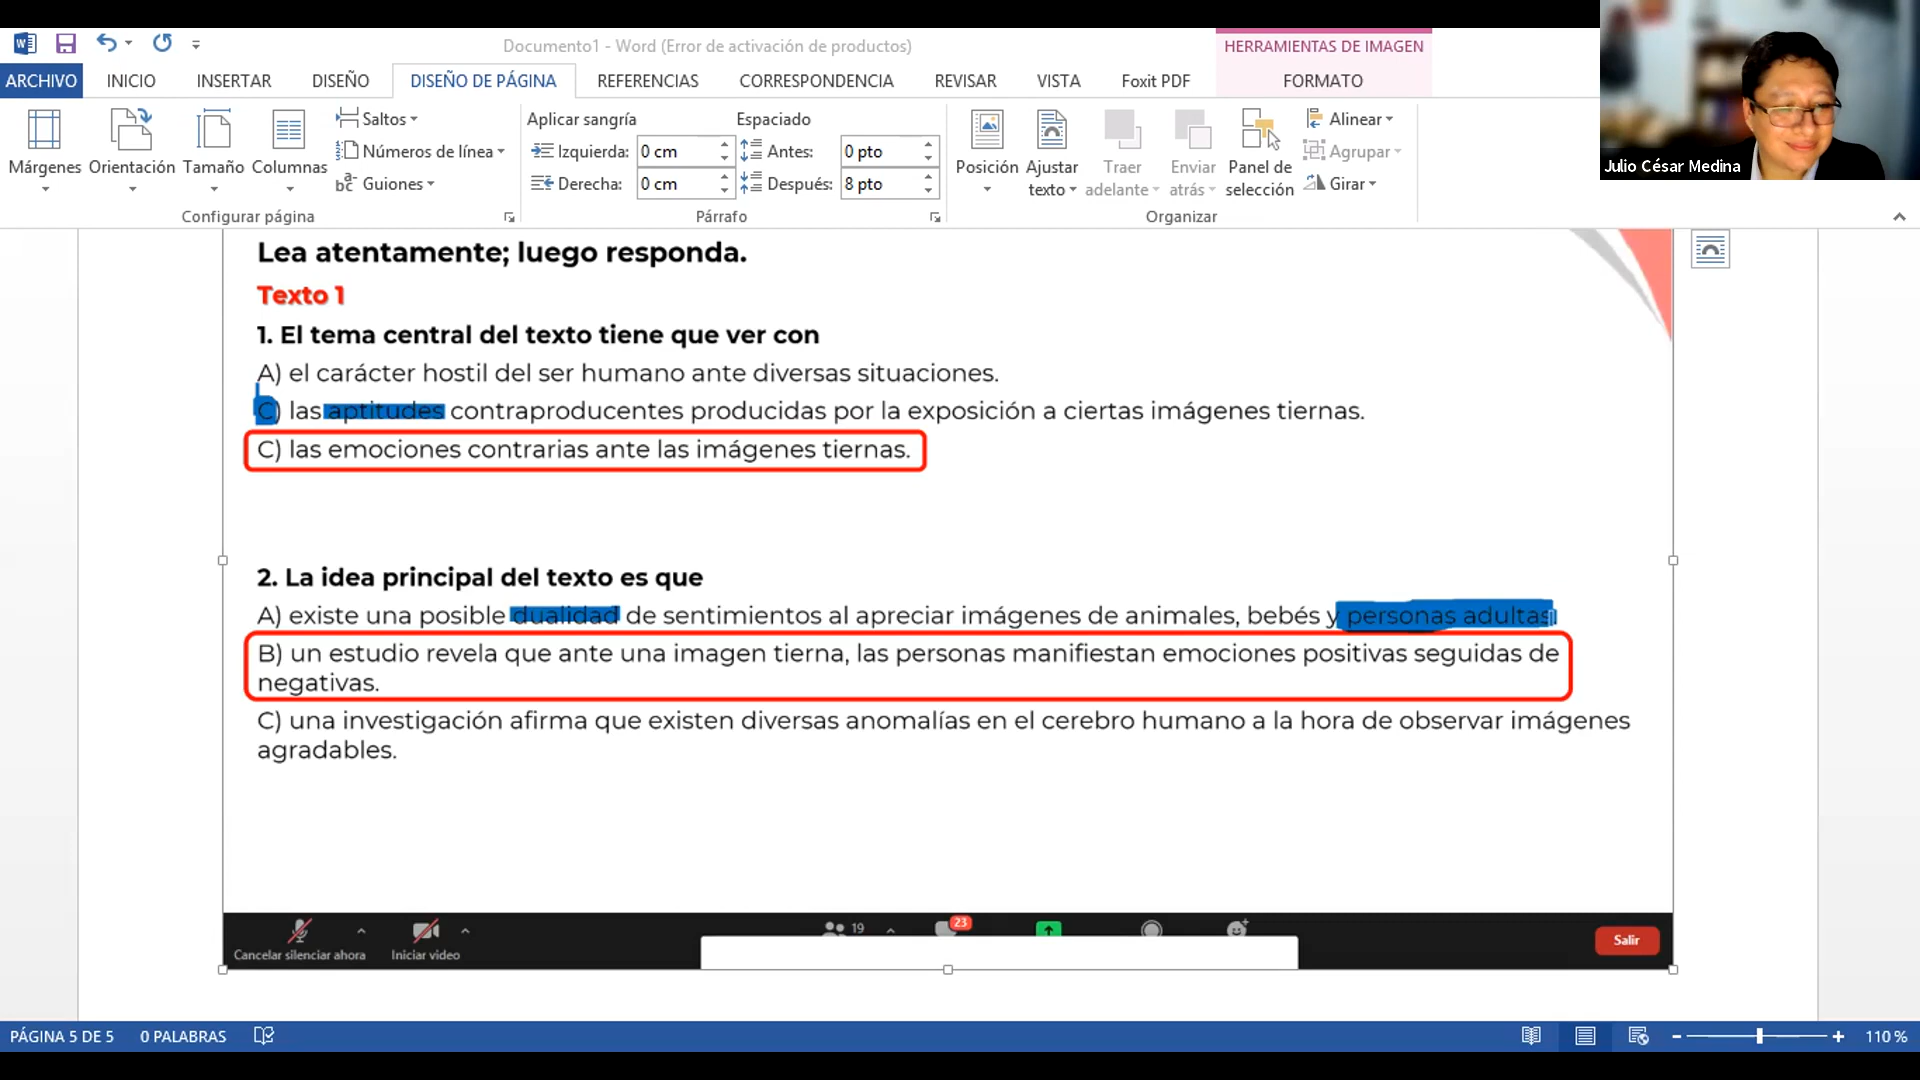 Documento1 - Word (Error de activación de productos)
HERRAMIENTAS DE IMAGEN
ARCHIVO INICIO INSERTAR DISEÑO DISEÑO DE PÁGINA REFERENCIAS CORRESPONDENCIA REVISAR VISTA Foxit PDF FORMATO
Márgenes Orientación Tamaño Columnas
Saltos
Números de línea
Guiones
Configurar página
Aplicar sangría Espaciado
Izquierda: 0 cm Antes: 0 pto
Derecha: 0 cm Después: 8 pto
Párrafo
Posición Ajustar texto Traer adelante Enviar atrás Panel de selección
Alinear
Agrupar
Girar
Organizar
Julio César Medina
Lea atentamente; luego responda.
Texto 1
1. El tema central del texto tiene que ver con
A) el carácter hostil del ser humano ante diversas situaciones.
C) las aptitudes contraproducentes producidas por la exposición a ciertas imágenes tiernas.
C) las emociones contrarias ante las imágenes tiernas.
2. La idea principal del texto es que
A) existe una posible dualidad de sentimientos al apreciar imágenes de animales, bebés y personas adultas.
B) un estudio revela que ante una imagen tierna, las personas manifiestan emociones positivas seguidas de
negativas.
C) una investigación afirma que existen diversas anomalías en el cerebro humano a la hora de observar imágenes
agradables.
19 23
Cancelar silenciar ahora Iniciar video Salir
PÁGINA 5 DE 5 0 PALABRAS 110 %